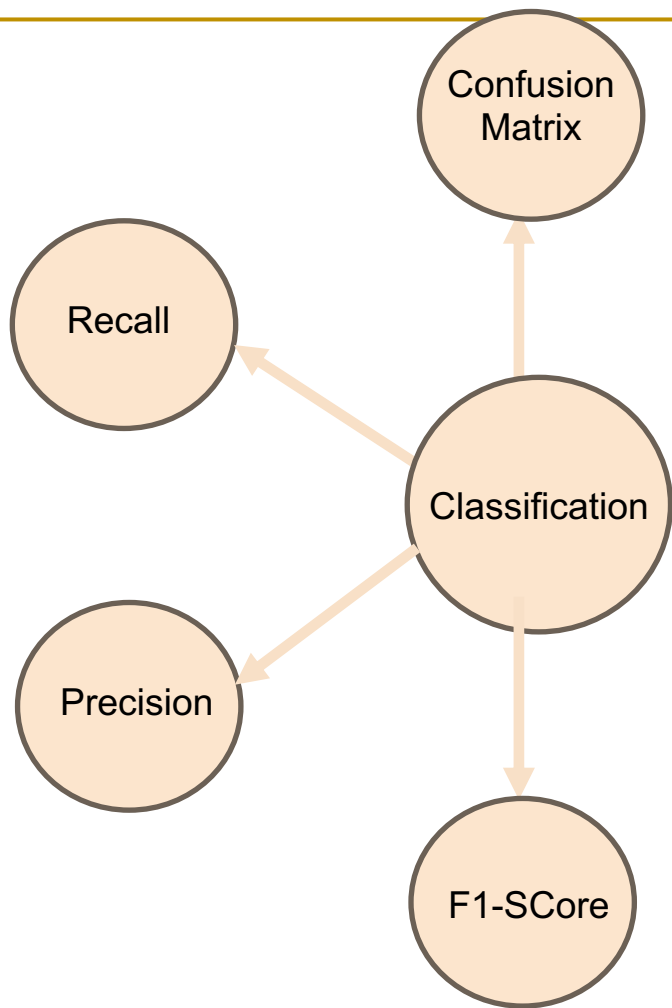 Confusion
Matrix
Recall
Classification
Precision
F1-SCore